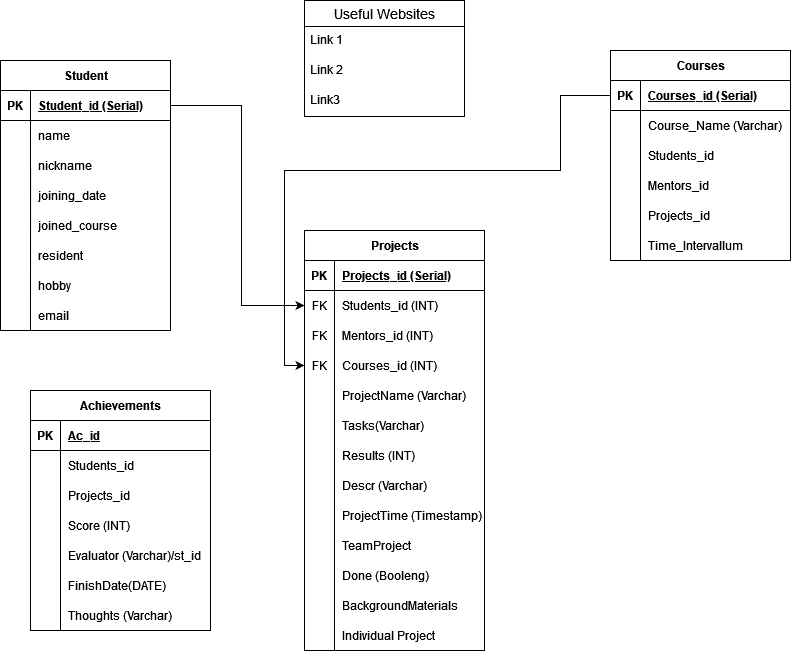 Useful Websites
Link 1
Link 2
Link3
Student
PK Student_id (Serial)
name
nickname
joining_date
joined_course
resident
hobby
email
Courses
PK Courses_id (Serial)
Course_Name (Varchar)
Students_id
Mentors_id
Projects_id
Time_Intervallum
Projects
PK Projects_id (Serial)
FK Students_id (INT)
FK Mentors_id (INT)
FK Courses_id (INT)
ProjectName (Varchar)
Tasks(Varchar)
Results (INT)
Descr (Varchar)
ProjectTime (Timestamp)
TeamProject
Done (Booleng)
BackgroundMaterials
Individual Project
Achievements
PK Ac_id
Students_id
Projects_id
Score (INT)
Evaluator (Varchar)/st_id
FinishDate(DATE)
Thoughts (Varchar)